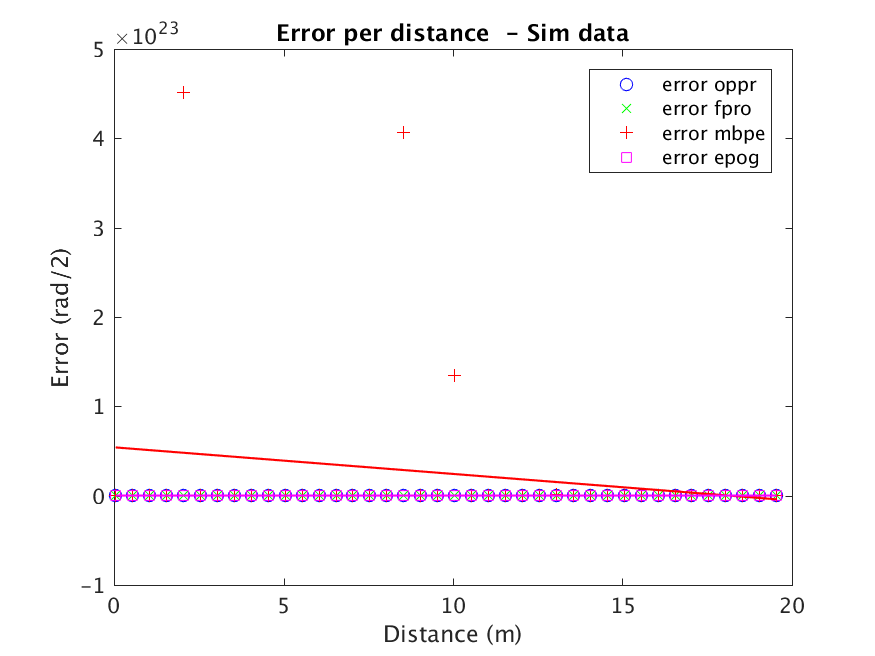 Error per distance - Sim data
×10^23
5
4
3
2
1
0
-1
Error (rad/2)
error oppr
error fpro
error mbpe
error epog
0 5 10 15 20
Distance (m)